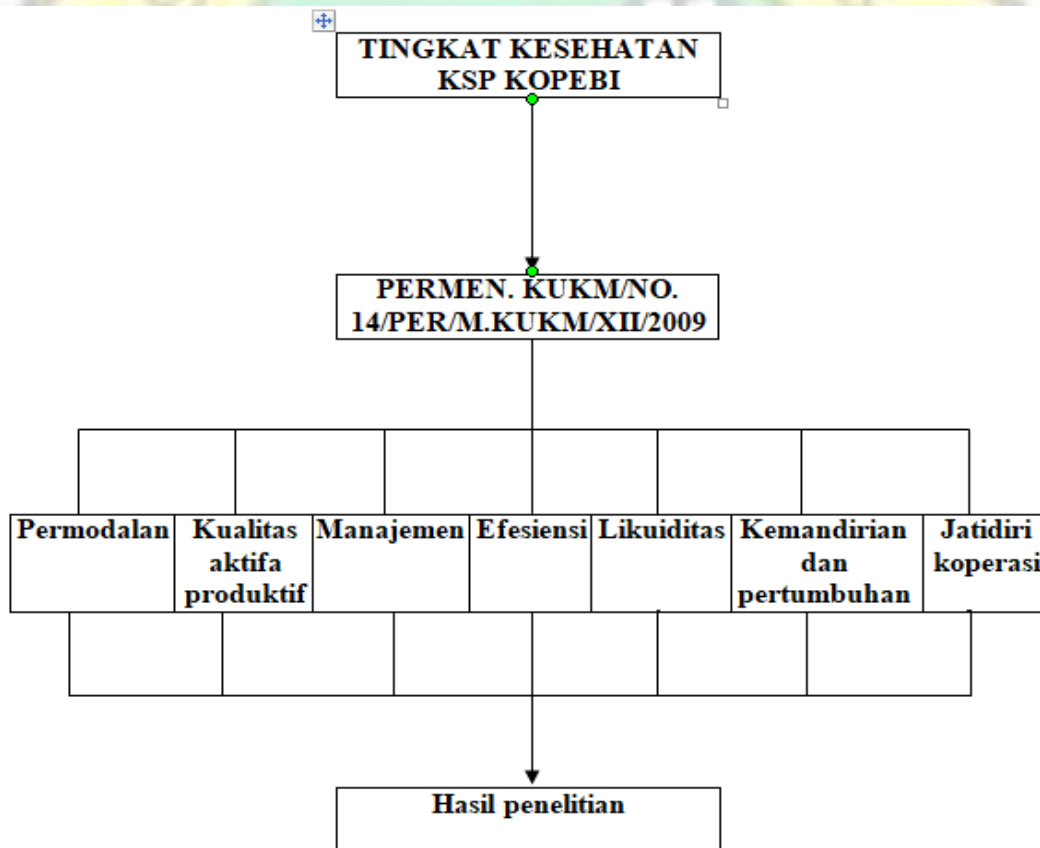 TINGKAT KESEHATAN
KSP KOPEBI
PERMEN. KUKM/NO.
14/PER/M.KUKM/XII/2009
Permodalan
Kualitas
aktifa
produktif
Manajemen
Efesiensi
Likuiditas
Kemandirian
dan
pertumbuhan
Jatidiri
koperasi
Hasil penelitian